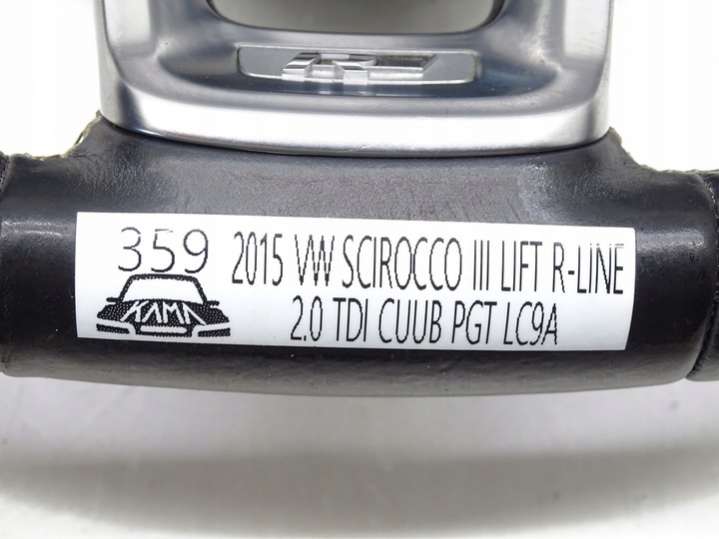 359
KAMA
2015 VW SCIROCCO III LIFT R-LINE
2.0 TDI CUUB PGT LC9A